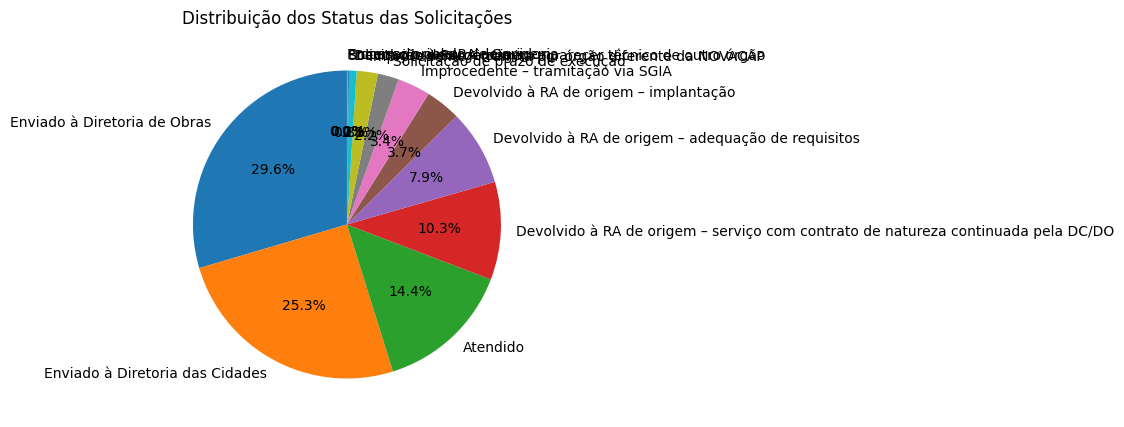 Distribuição dos Status das Solicitações
Solicitação de prazo de execução
Improcedente – tramitação via SGIA
Devolvido à RA de origem – implantação
Enviado à Diretoria de Obras
Devolvido à RA de origem – adequação de requisitos
29.6%
2.2%
3.4%
3.7%
7.9%
10.3%
Devolvido à RA de origem – serviço com contrato de natureza continuada pela DC/DO
25.3%
14.4%
Atendido
Enviado à Diretoria das Cidades